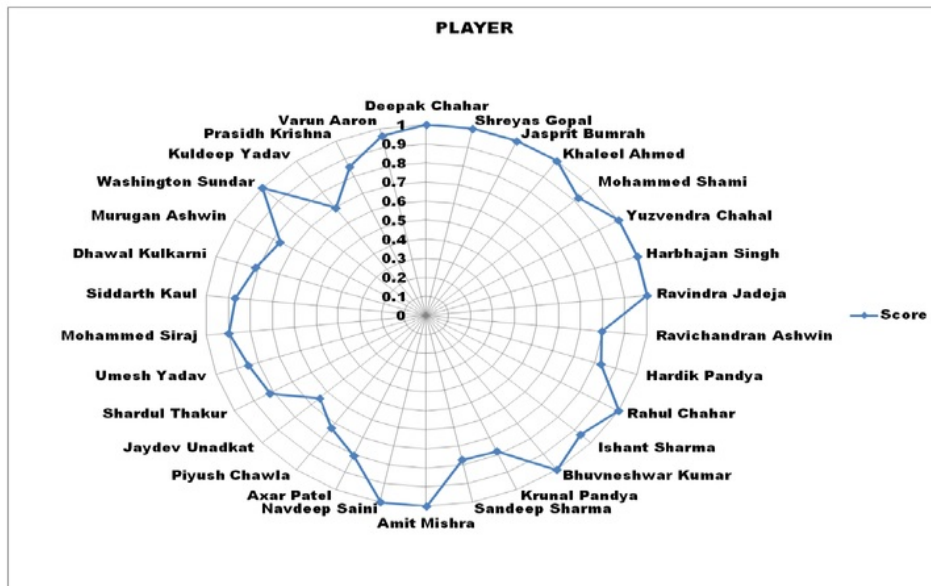 PLAYER
Deepak Chahar
Shreyas Gopal
Jasprit Bumrah
Khaleel Ahmed
Mohammed Shami
Yuzvendra Chahal
Harbhajan Singh
Ravindra Jadeja
Ravichandran Ashwin
Hardik Pandya
Rahul Chahar
Ishant Sharma
Bhuvneshwar Kumar
Krunal Pandya
Sandeep Sharma
Amit Mishra
Navdeep Saini
Axar Patel
Piyush Chawla
Jaydev Unadkat
Shardul Thakur
Umesh Yadav
Mohammed Siraj
Siddarth Kaul
Dhawal Kulkarni
Murugan Ashwin
Washington Sundar
Kuldeep Yadav
Prasidh Krishna
Varun Aaron
1
0.9
0.8
0.7
0.6
0.5
0.4
0.3
0.2
0.1
0
Score